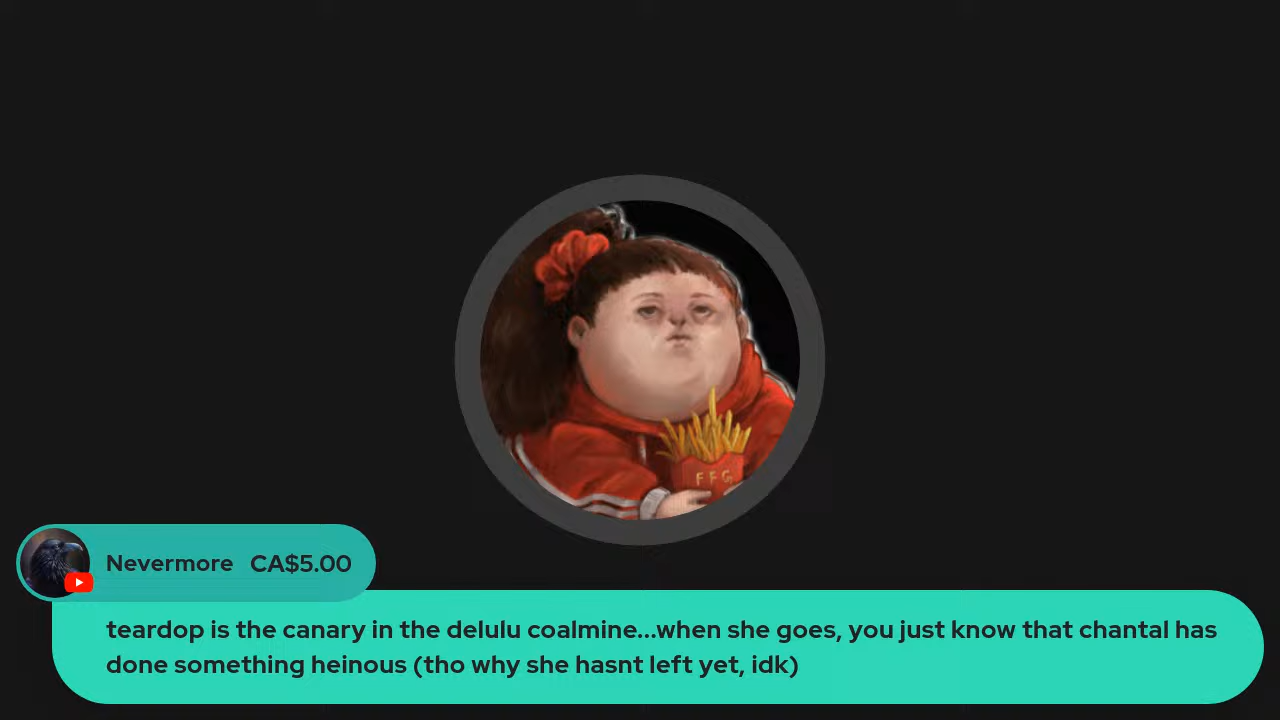 FFG
Nevermore CA$5.00
teardop is the canary in the delulu coalmine...when she goes, you just know that chantal has
done something heinous (tho why she hasnt left yet, idk)